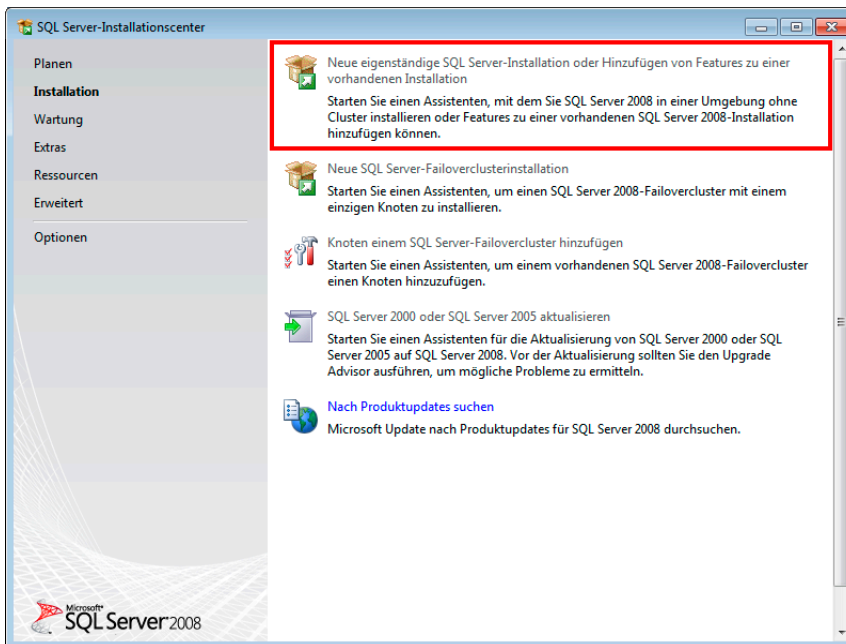 SQL Server-Installationscenter
Planen
Installation
Wartung
Extras
Ressourcen
Erweitert
Optionen
Neue eigenständige SQL Server-Installation oder Hinzufügen von Features zu einer
vorhandenen Installation
Starten Sie einen Assistenten, mit dem Sie SQL Server 2008 in einer Umgebung ohne
Cluster installieren oder Features zu einer vorhandenen SQL Server 2008-Installation
hinzufügen können.
Neue SQL Server-Failoverclusterinstallation
Starten Sie einen Assistenten, um einen SQL Server 2008-Failovercluster mit einem
einzigen Knoten zu installieren.
Knoten einem SQL Server-Failovercluster hinzufügen
Starten Sie einen Assistenten, um einem vorhandenen SQL Server 2008-Failovercluster
einen Knoten hinzuzufügen.
SQL Server 2000 oder SQL Server 2005 aktualisieren
Starten Sie einen Assistenten für die Aktualisierung von SQL Server 2000 oder SQL
Server 2005 auf SQL Server 2008. Vor der Aktualisierung sollten Sie den Upgrade
Advisor ausführen, um mögliche Probleme zu ermitteln.
Nach Produktupdates suchen
Microsoft Update nach Produktupdates für SQL Server 2008 durchsuchen.
Microsoft
SQL Server 2008